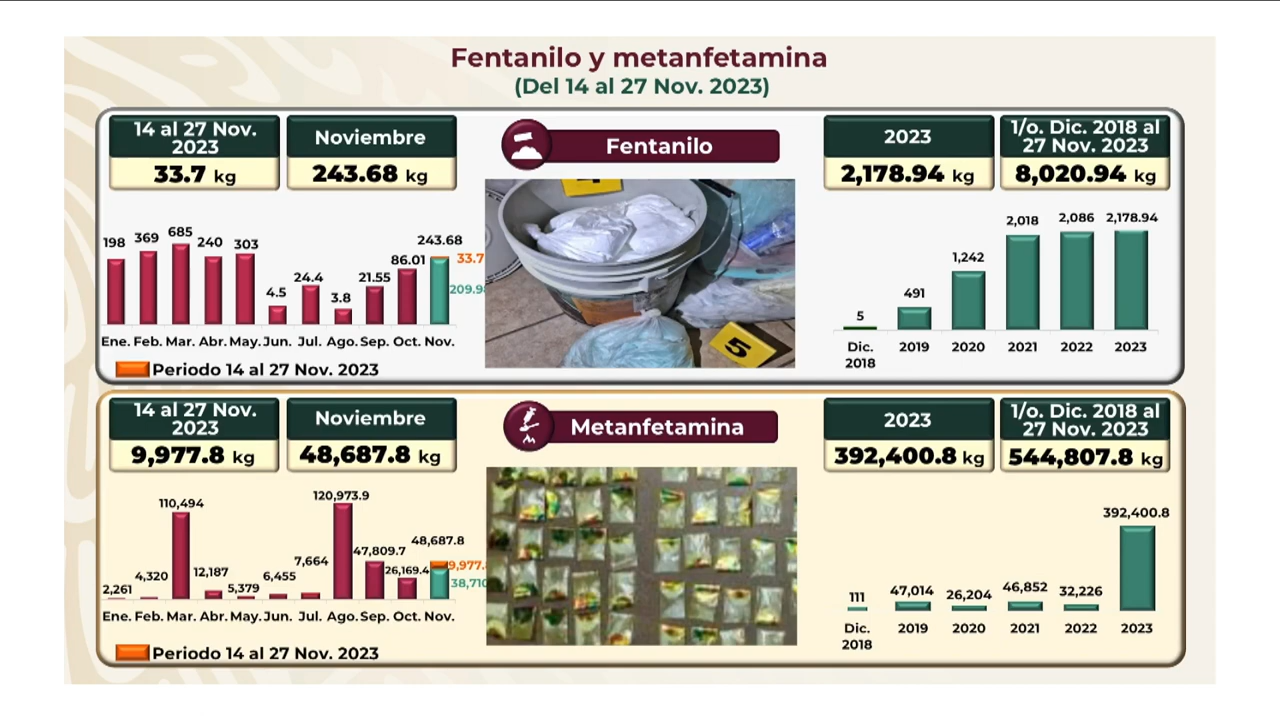 Fentanilo y metanfetamina
(Del 14 al 27 Nov. 2023)
14 al 27 Nov.
2023
33.7 kg
Noviembre
243.68 kg
Fentanilo
2023
2,178.94 kg
1/o. Dic. 2018 al
27 Nov. 2023
8,020.94 kg
198 369 685 240 303 4.5 24.4 3.8 21.55 86.01 243.68
33.7
209.9
Ene. Feb. Mar. Abr. May. Jun. Jul. Ago. Sep. Oct. Nov.
Periodo 14 al 27 Nov. 2023
5
5 491 1,242 2,018 2,086 2,178.94
Dic. 2019 2020 2021 2022 2023
2018
14 al 27 Nov.
2023
9,977.8 kg
Noviembre
48,687.8 kg
Metanfetamina
2023
392,400.8 kg
1/o. Dic. 2018 al
27 Nov. 2023
544,807.8 kg
2,261 4,320 110,494 12,187 5,379 6,455 7,664 120,973.9 47,809.7 26,169.4 48,687.8
9,977.
38,710
Ene. Feb. Mar. Abr. May. Jun. Jul. Ago. Sep. Oct. Nov.
Periodo 14 al 27 Nov. 2023
111 47,014 26,204 46,852 32,226 392,400.8
Dic. 2019 2020 2021 2022 2023
2018